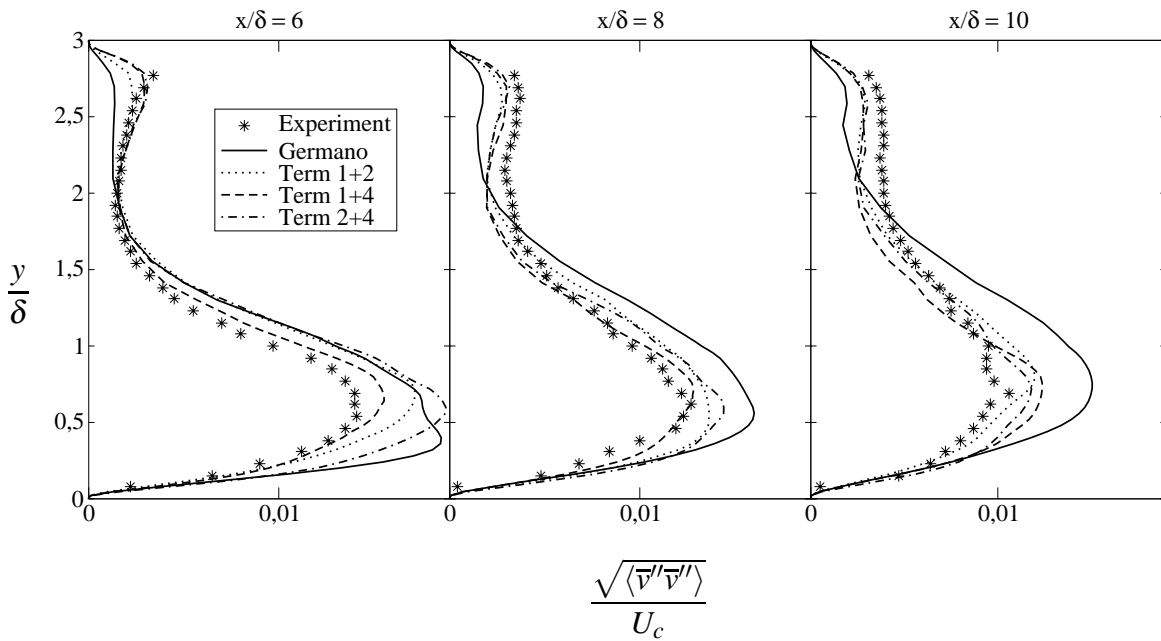 x/δ = 6 x/δ = 8 x/δ = 10
3
2,5
2
1,5
1
0,5
0
y/δ
Experiment
Germano
Term 1+2
Term 1+4
Term 2+4
0 0,01 0 0,01 0 0,01
√⟨v̅″v̅″⟩
U_c